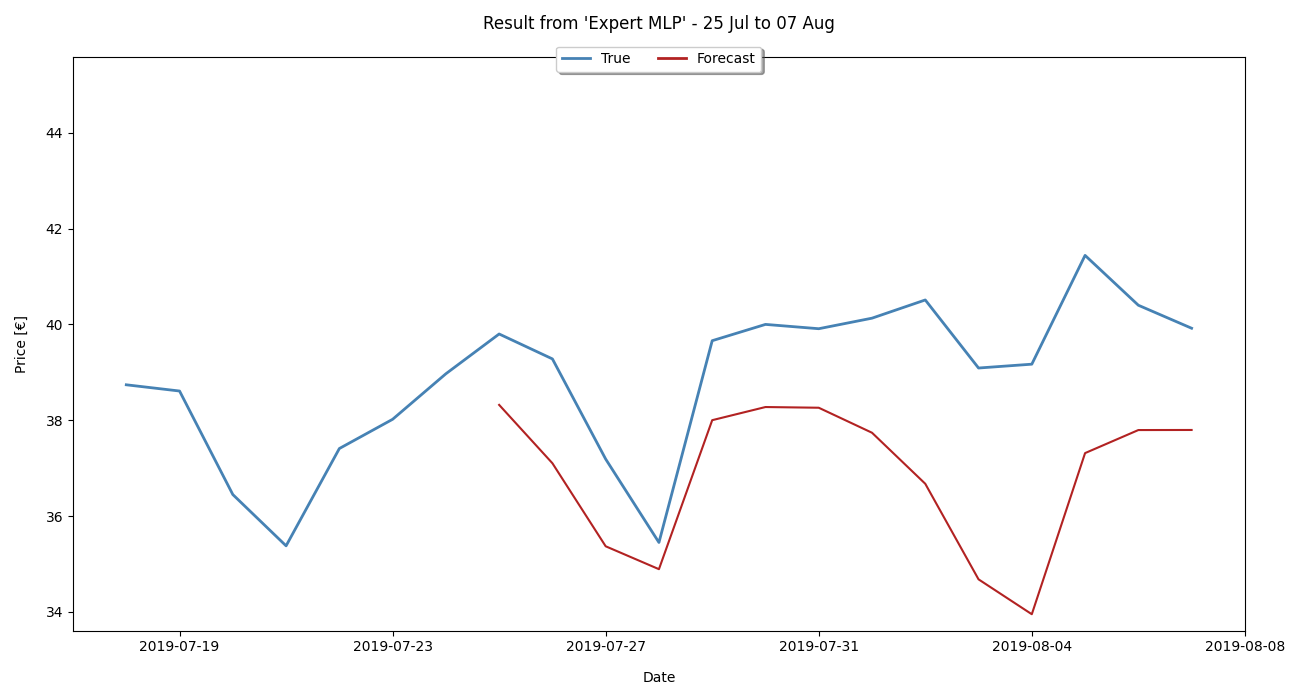 Result from 'Expert MLP' - 25 Jul to 07 Aug
True Forecast
44
42
40
38
36
34
Price [€]
2019-07-19 2019-07-23 2019-07-27 2019-07-31 2019-08-04 2019-08-08
Date